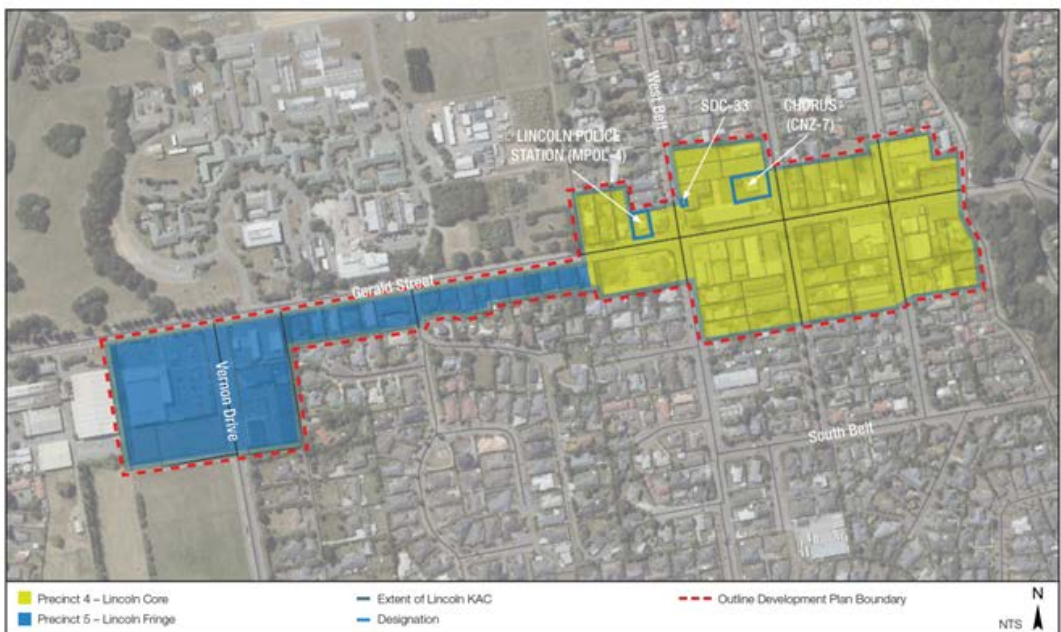 West Belt
SDC-33
CHORUS
(CNZ-7)
LINCOLN POLICE
STATION (MPOL-4)
Gerald Street
Vernon Drive
South Belt
Precinct 4 – Lincoln Core
Precinct 5 – Lincoln Fringe
Extent of Lincoln KAC
Designation
Outline Development Plan Boundary
N
NTS